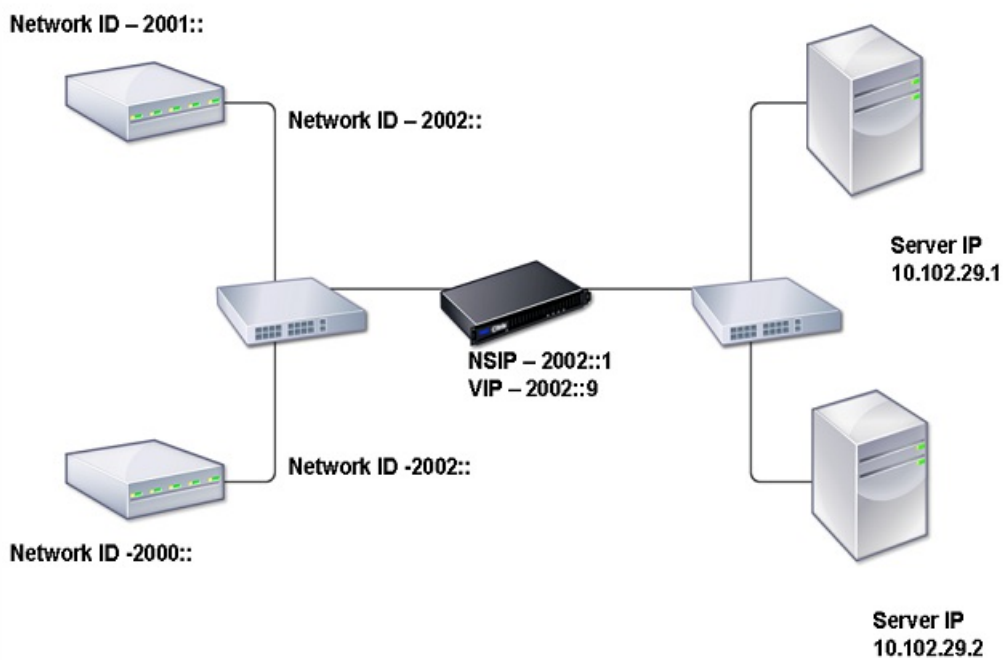 Network ID – 2001::
Network ID – 2002::
Server IP
10.102.29.1
NSIP – 2002::1
VIP – 2002::9
Network ID -2002::
Network ID -2000::
Server IP
10.102.29.2